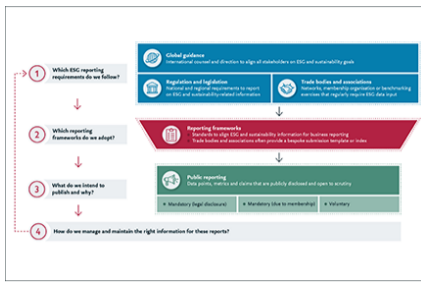 Global guidance
International counsel and direction to align all stakeholders on ESG and sustainability goals
1
Which ESG reporting
requirements do we follow?
Regulation and legislation
National and regional requirements to report
on ESG and sustainability-related information
Trade bodies and associations
Networks, membership organisation or benchmarking
exercises that regularly require ESG data input
2
Which reporting
frameworks do we adopt?
Reporting frameworks
Standards to align ESG and sustainability information for business reporting
Trade bodies and associations often provide a bespoke submission template or index
3
What do we intend to
publish and why?
Public reporting
Data points, metrics and claims that are publicly disclosed and open to scrutiny
Mandatory (legal disclosure)
Mandatory (due to membership)
Voluntary
4
How do we manage and maintain the right information for these reports?